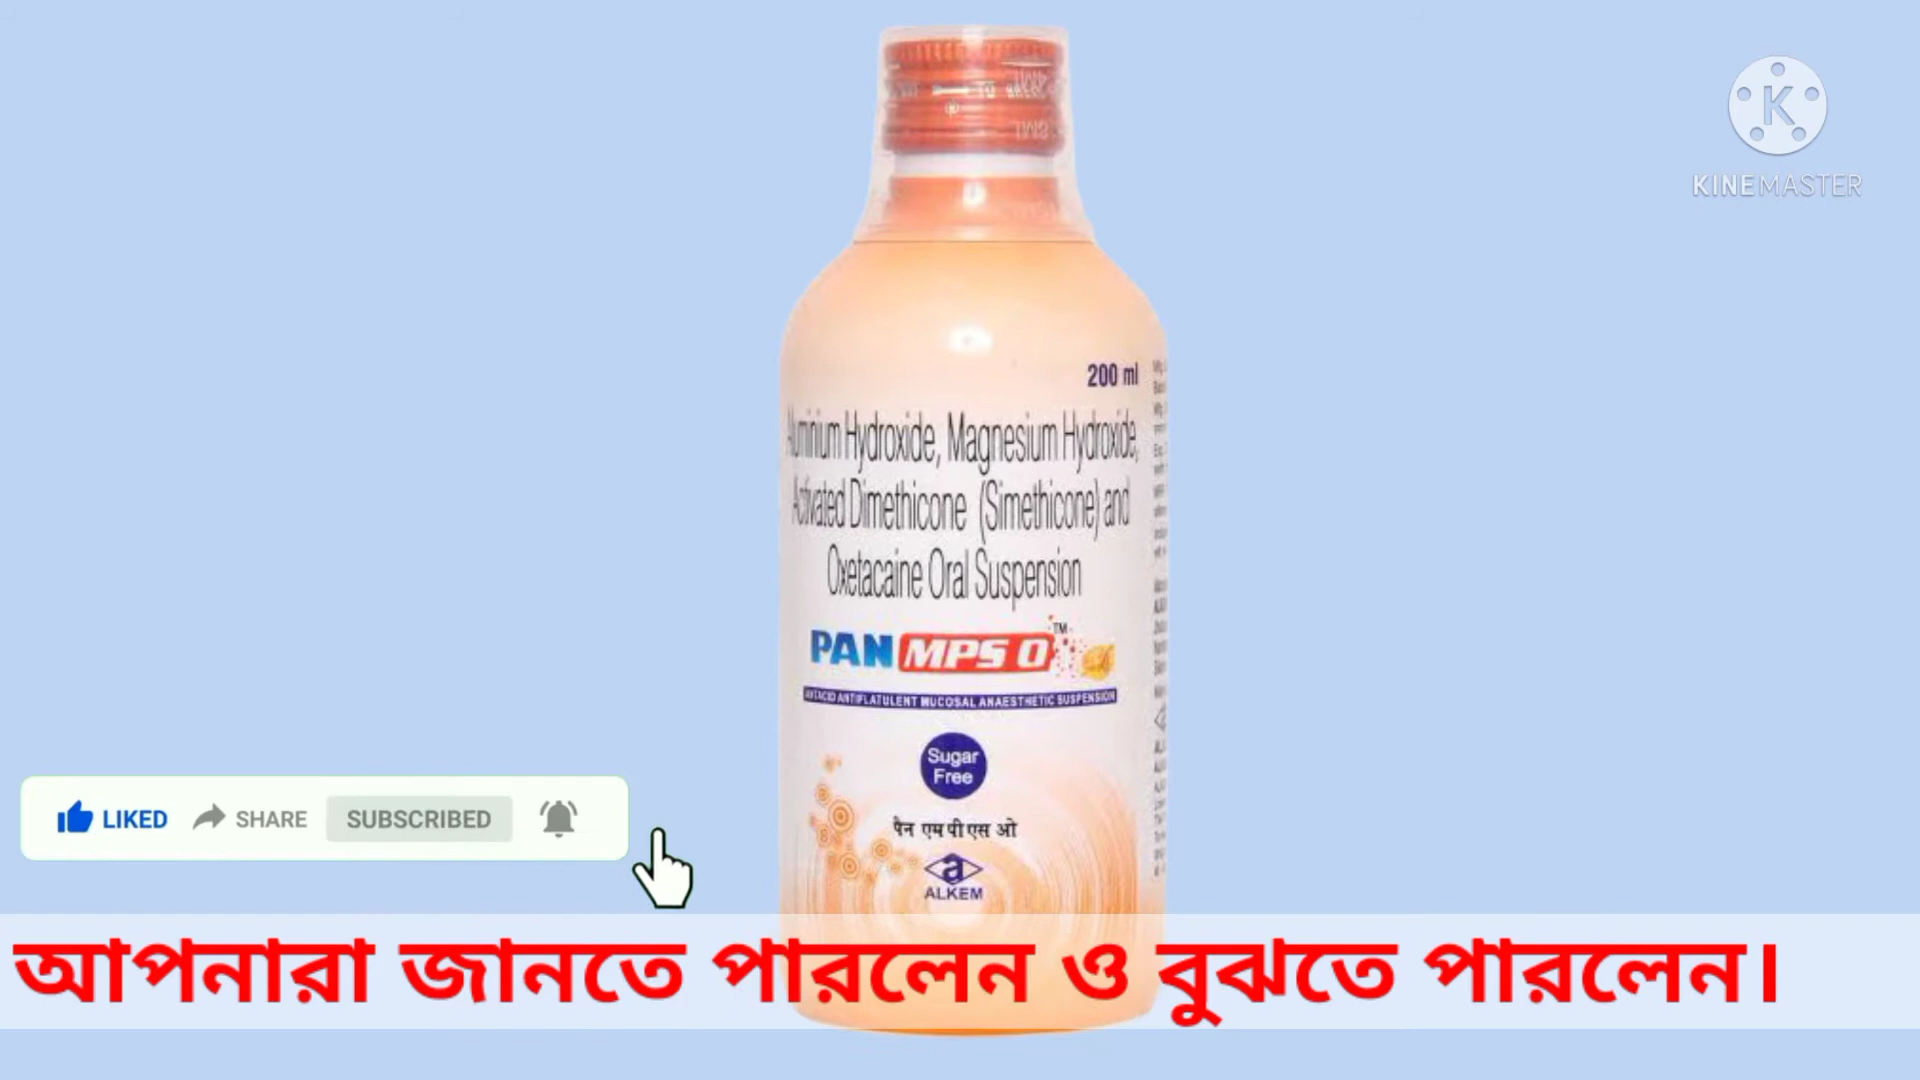 KINEMASTER
200 ml
Aluminium Hydroxide, Magnesium Hydroxide,
Activated Dimethicone (Simethicone) and
Oxetacaine Oral Suspension
PAN MPS O™
ANTACID ANTIFLATULENT MUCOSAL ANAESTHETIC SUSPENSION
Sugar
Free
पैन एम पी एस ओ
ALKEM
LIKED SHARE SUBSCRIBED
আপনারা জানতে পারলেন ও বুঝতে পারলেন।